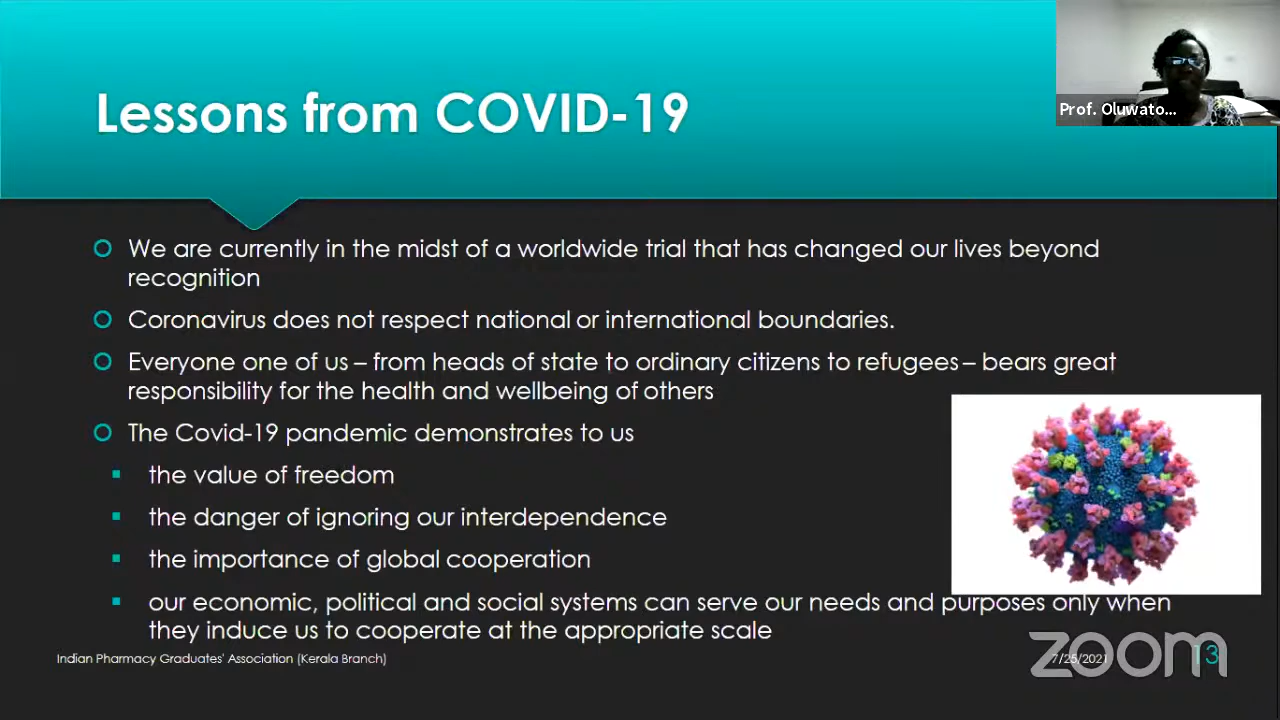 Lessons from COVID-19
Prof. Oluwato...
We are currently in the midst of a worldwide trial that has changed our lives beyond
recognition
Coronavirus does not respect national or international boundaries.
Everyone one of us – from heads of state to ordinary citizens to refugees – bears great
responsibility for the health and wellbeing of others
The Covid-19 pandemic demonstrates to us
the value of freedom
the danger of ignoring our interdependence
the importance of global cooperation
our economic, political and social systems can serve our needs and purposes only when
they induce us to cooperate at the appropriate scale
Indian Pharmacy Graduates' Association (Kerala Branch)
7/25/2021
13
zoom